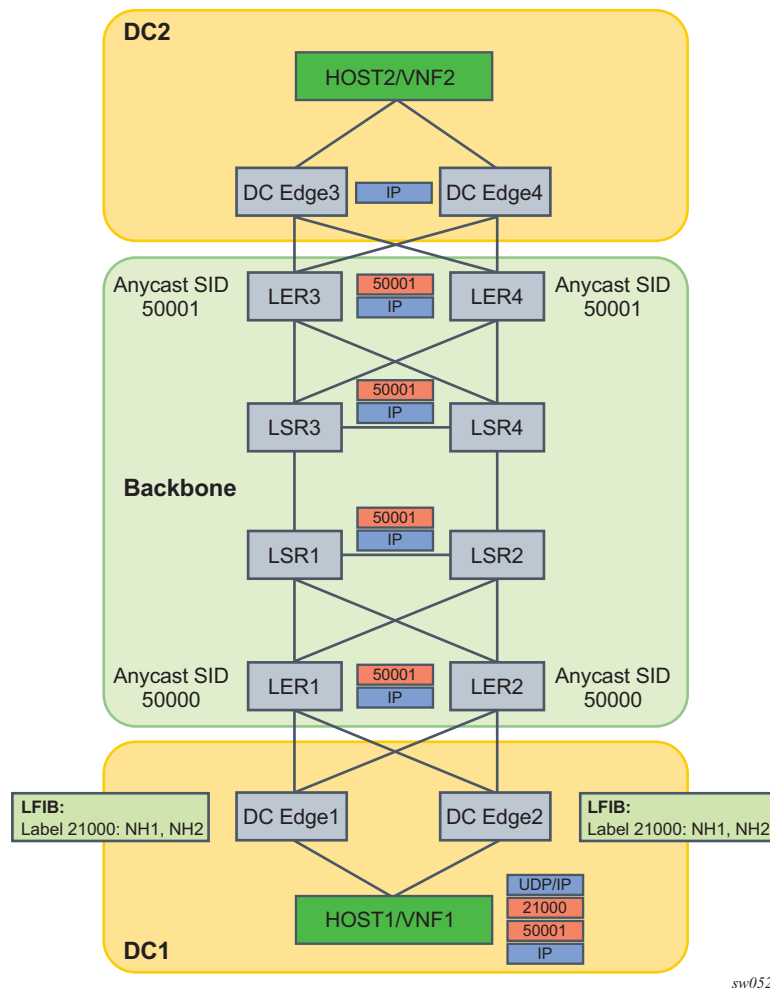 DC2
HOST2/VNF2
DC Edge3
IP
DC Edge4
Anycast SID
50001
LER3
50001
IP
LER4
Anycast SID
50001
50001
IP
LSR3
LSR4
Backbone
50001
IP
LSR1
LSR2
Anycast SID
50000
LER1
50001
IP
LER2
Anycast SID
50000
LFIB:
Label 21000: NH1, NH2
DC Edge1
DC Edge2
LFIB:
Label 21000: NH1, NH2
HOST1/VNF1
UDP/IP
21000
50001
IP
DC1
sw052